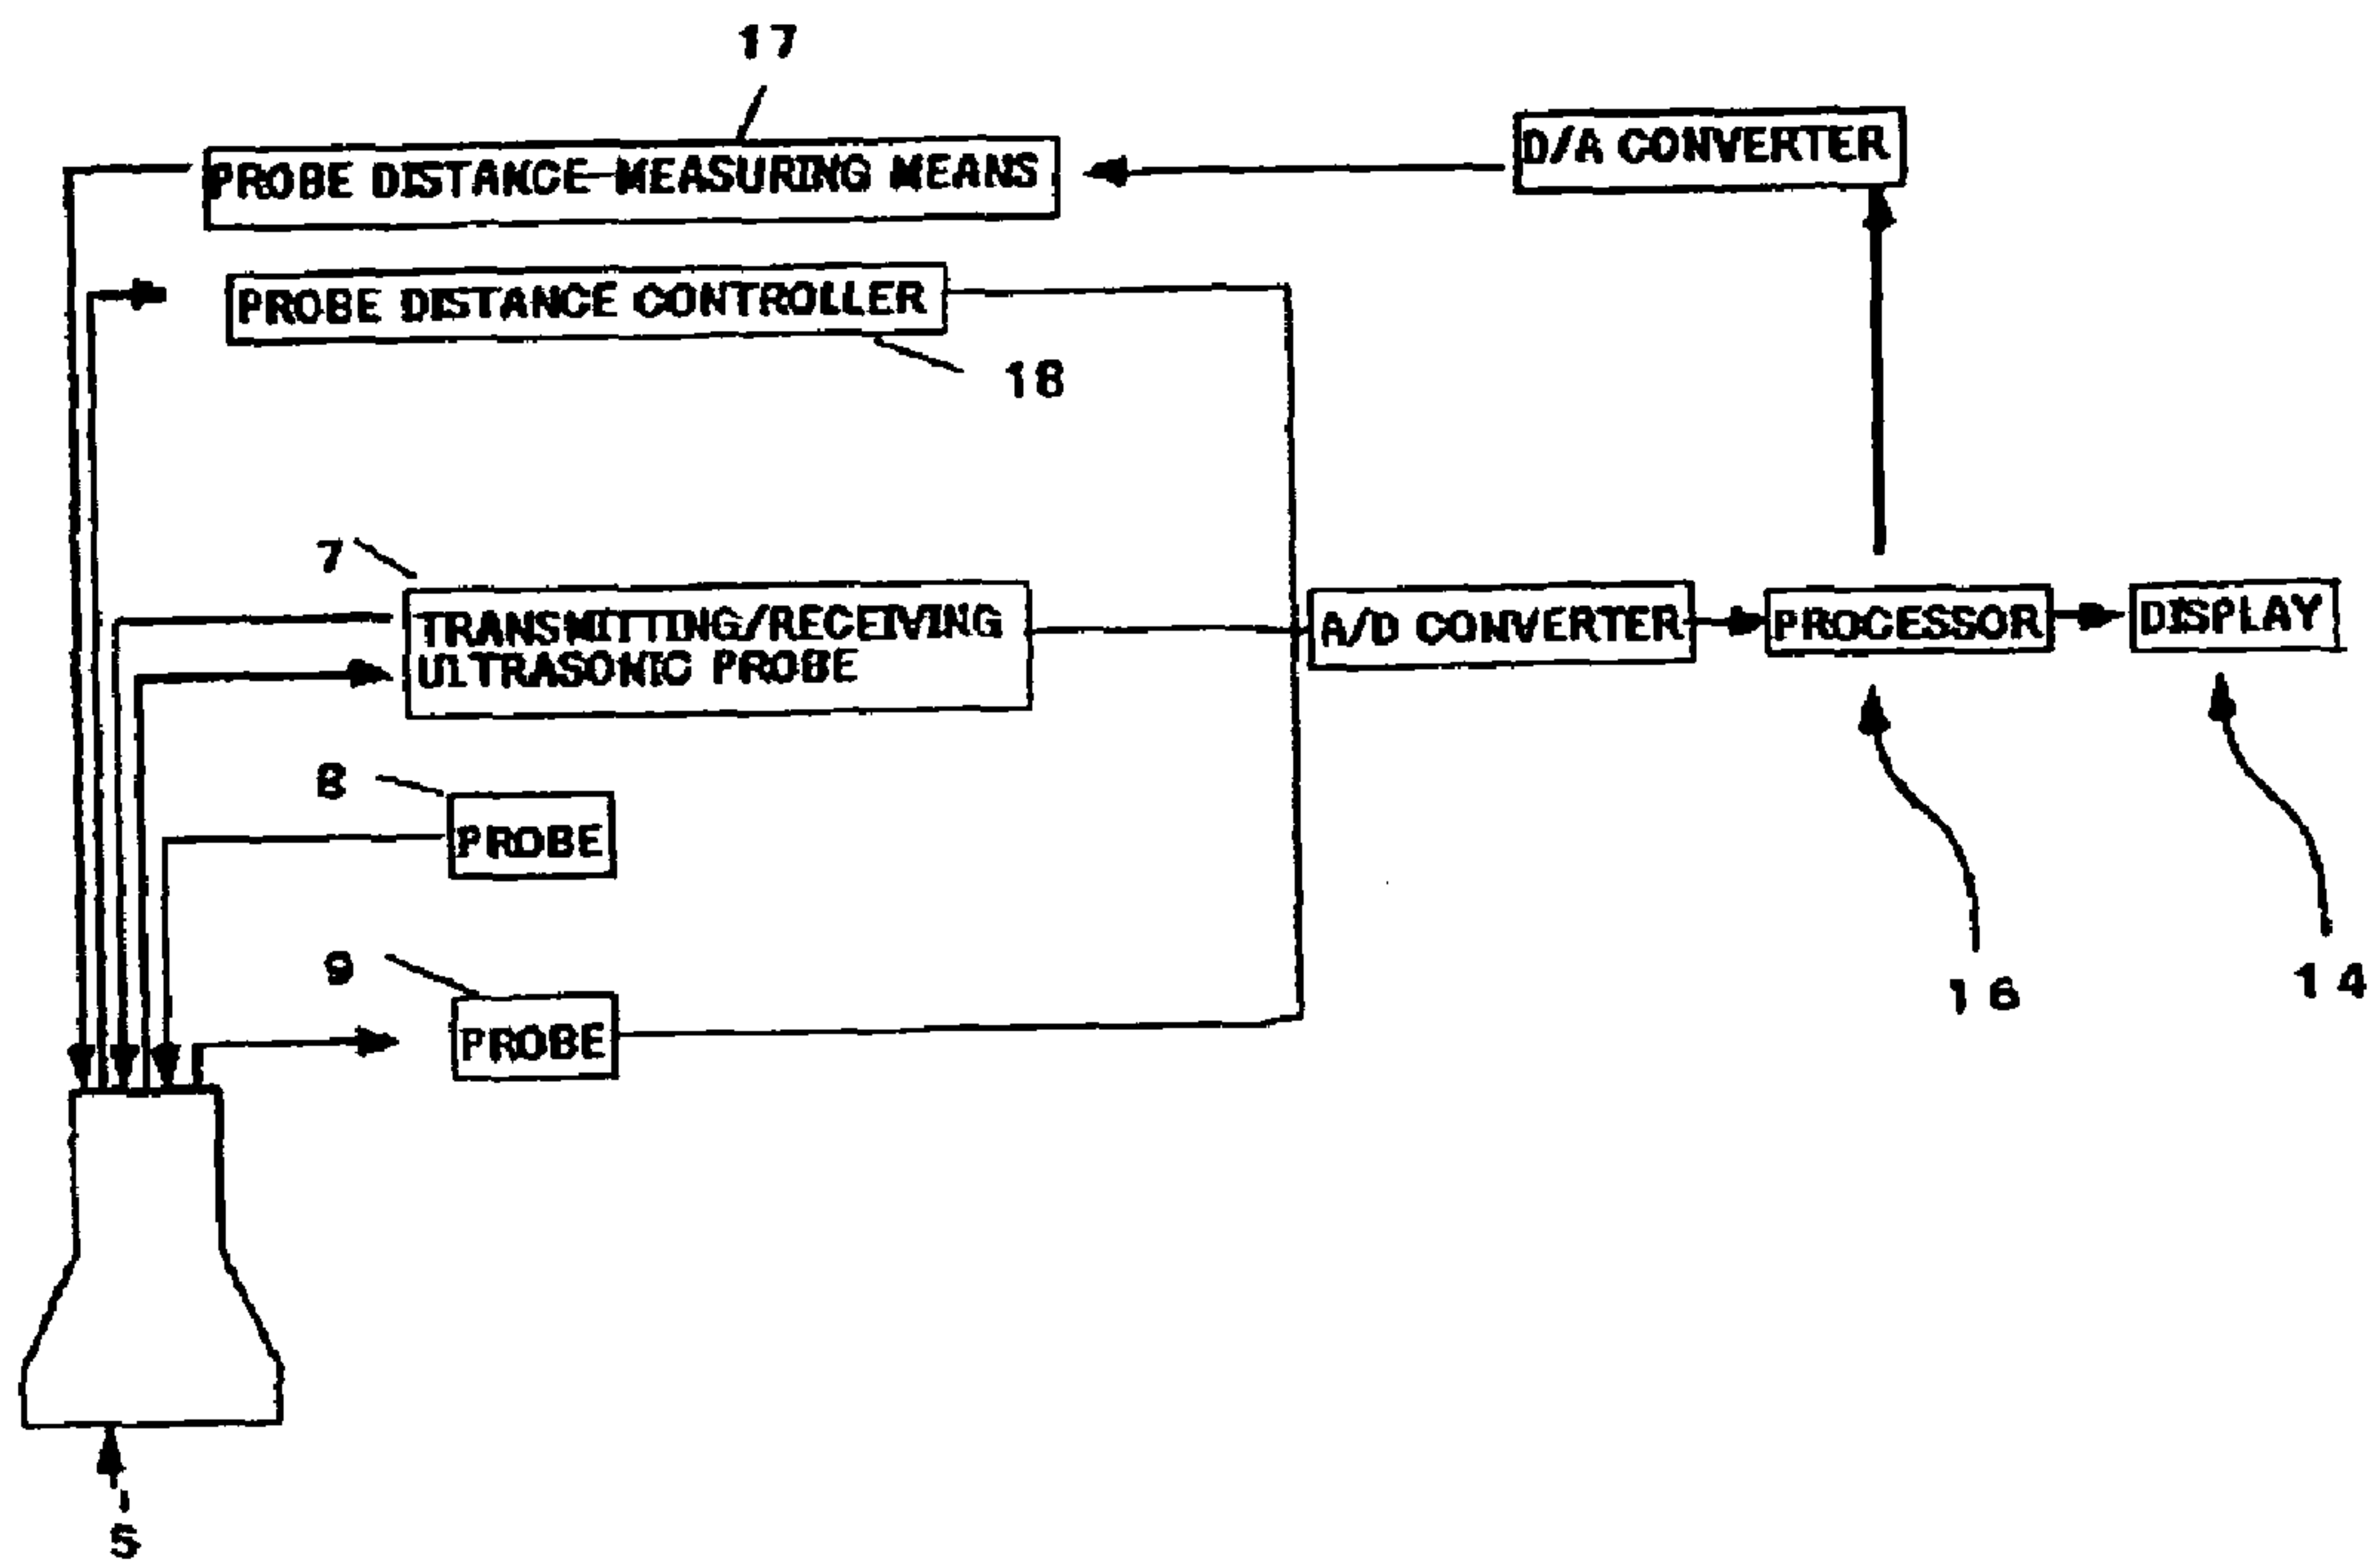 17
D/A CONVERTER
PROBE DISTANCE-MEASURING MEANS
PROBE DISTANCE CONTROLLER
18
7
TRANSMITTING/RECEIVING
ULTRASONIC PROBE
A/D CONVERTER
PROCESSOR
DISPLAY
8
PROBE
9
PROBE
16
14
S